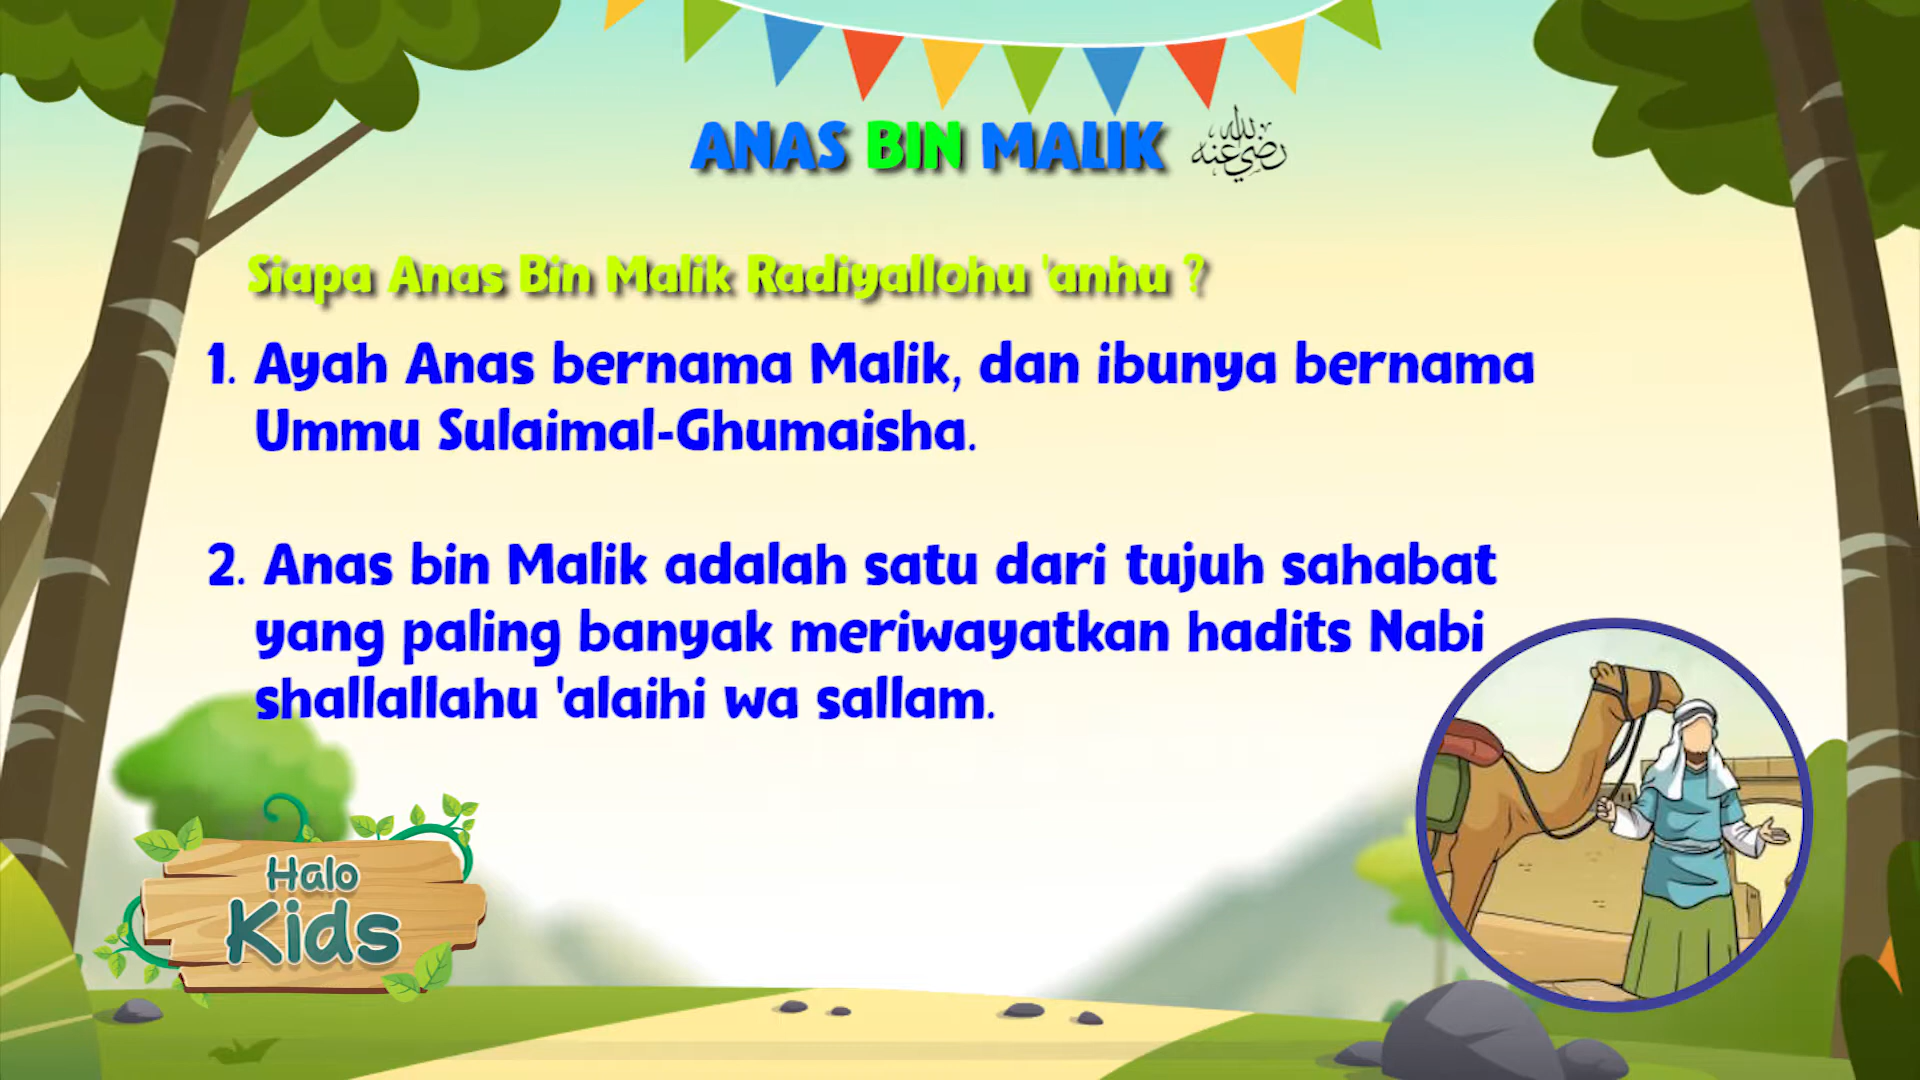 ANAS BIN MALIK رضي الله عنه
Siapa Anas Bin Malik Radiyallohu 'anhu ?
1. Ayah Anas bernama Malik, dan ibunya bernama
Ummu Sulaimal-Ghumaisha.
2. Anas bin Malik adalah satu dari tujuh sahabat
yang paling banyak meriwayatkan hadits Nabi
shallallahu 'alaihi wa sallam.
Halo
Kids